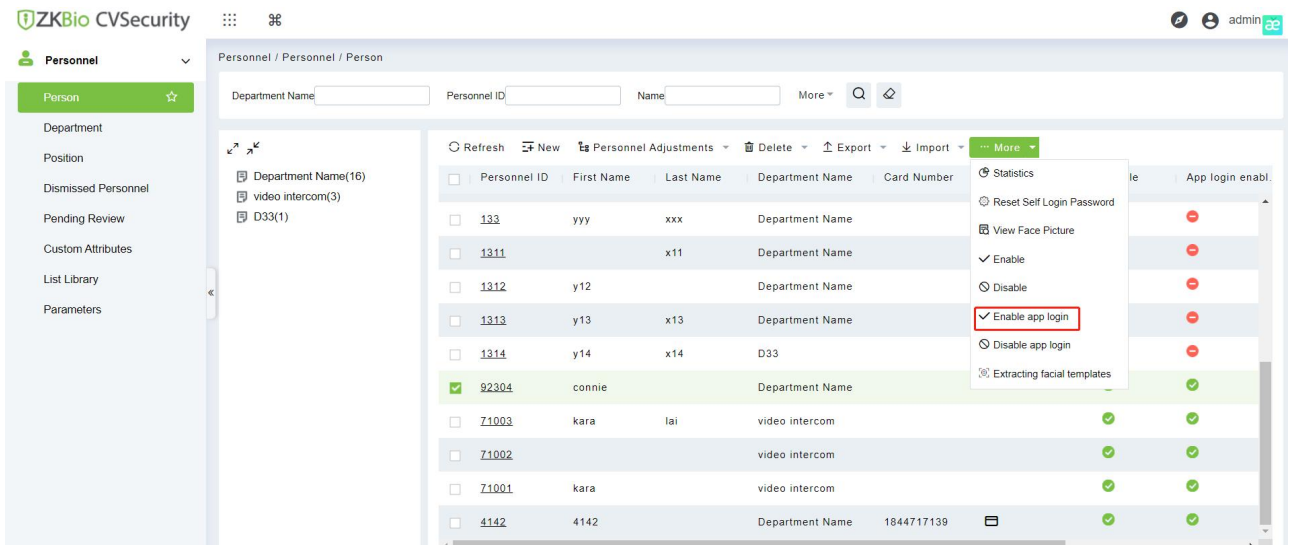 ZKBio CVSecurity
admin æ
Personnel
Personnel / Personnel / Person
Person
Department Name Personnel ID Name More
Department
Position
Dismissed Personnel
Pending Review
Custom Attributes
List Library
Parameters
Department Name(16)
video intercom(3)
D33(1)
Refresh New Personnel Adjustments Delete Export Import ··· More
Personnel ID First Name Last Name Department Name Card Number le App login enabl.
133 yyy xxx Department Name
1311 x11 Department Name
1312 y12 Department Name
1313 y13 x13 Department Name
1314 y14 x14 D33
92304 connie Department Name
71003 kara lai video intercom
71002 video intercom
71001 kara video intercom
4142 4142 Department Name 1844717139
Statistics
Reset Self Login Password
View Face Picture
Enable
Disable
Enable app login
Disable app login
Extracting facial templates